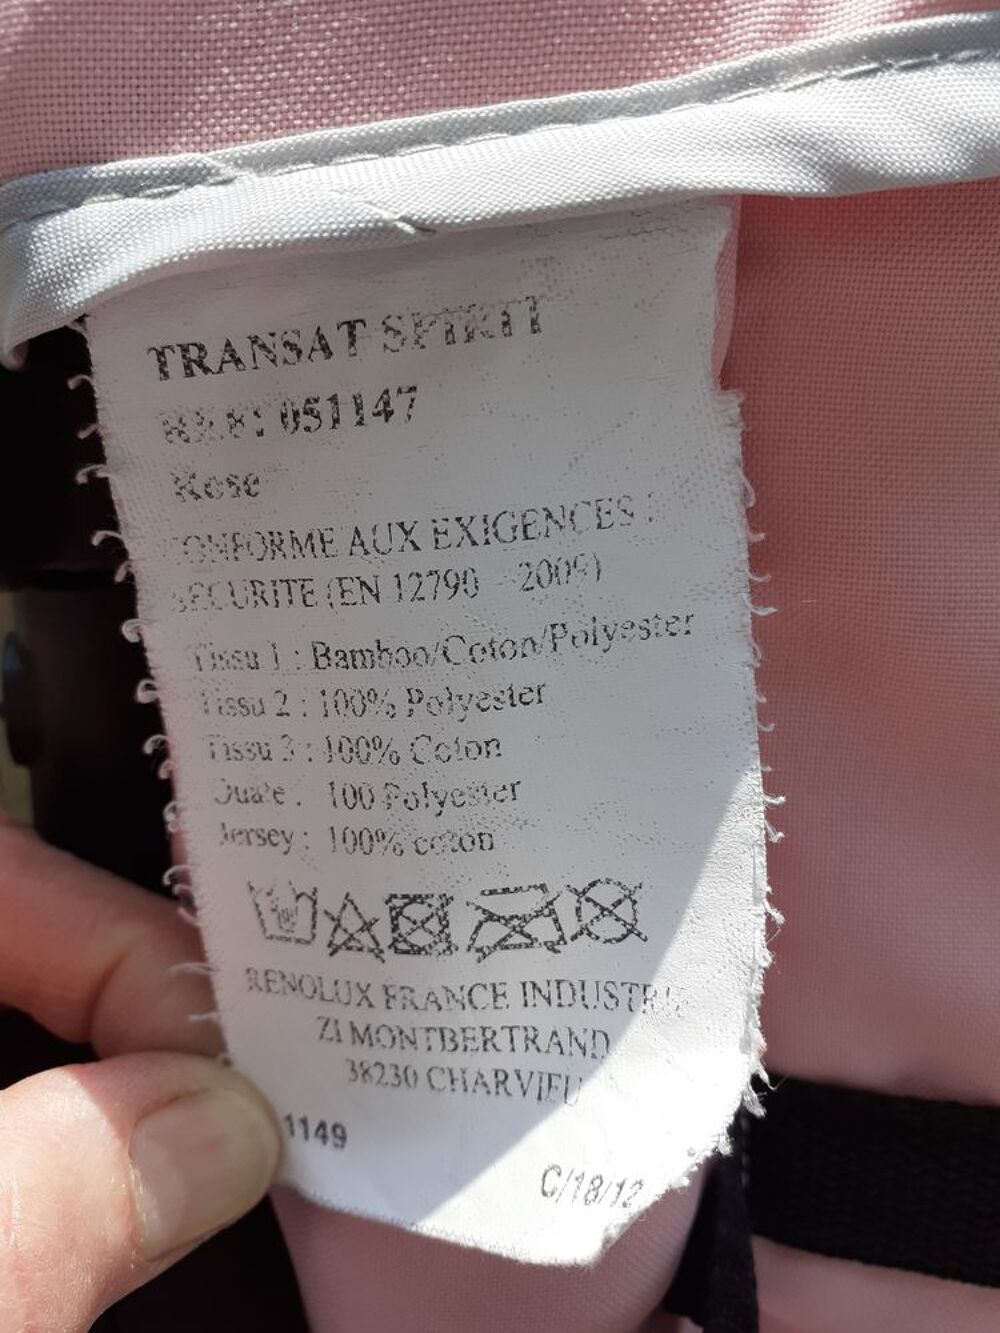 TRANSAT SPIRIT
REF: 051147
Rose
CONFORME AUX EXIGENCES :
SECURITE (EN 12790 - 2009)
Tissu 1 : Bamboo/Coton/Polyester
Tissu 2 : 100% Polyester
Tissu 3 : 100% Coton
Ouate : 100 Polyester
Jersey : 100% coton
RENOLUX FRANCE INDUSTRIE
ZI MONTBERTRAND
38230 CHARVIEU
1149
C/18/12